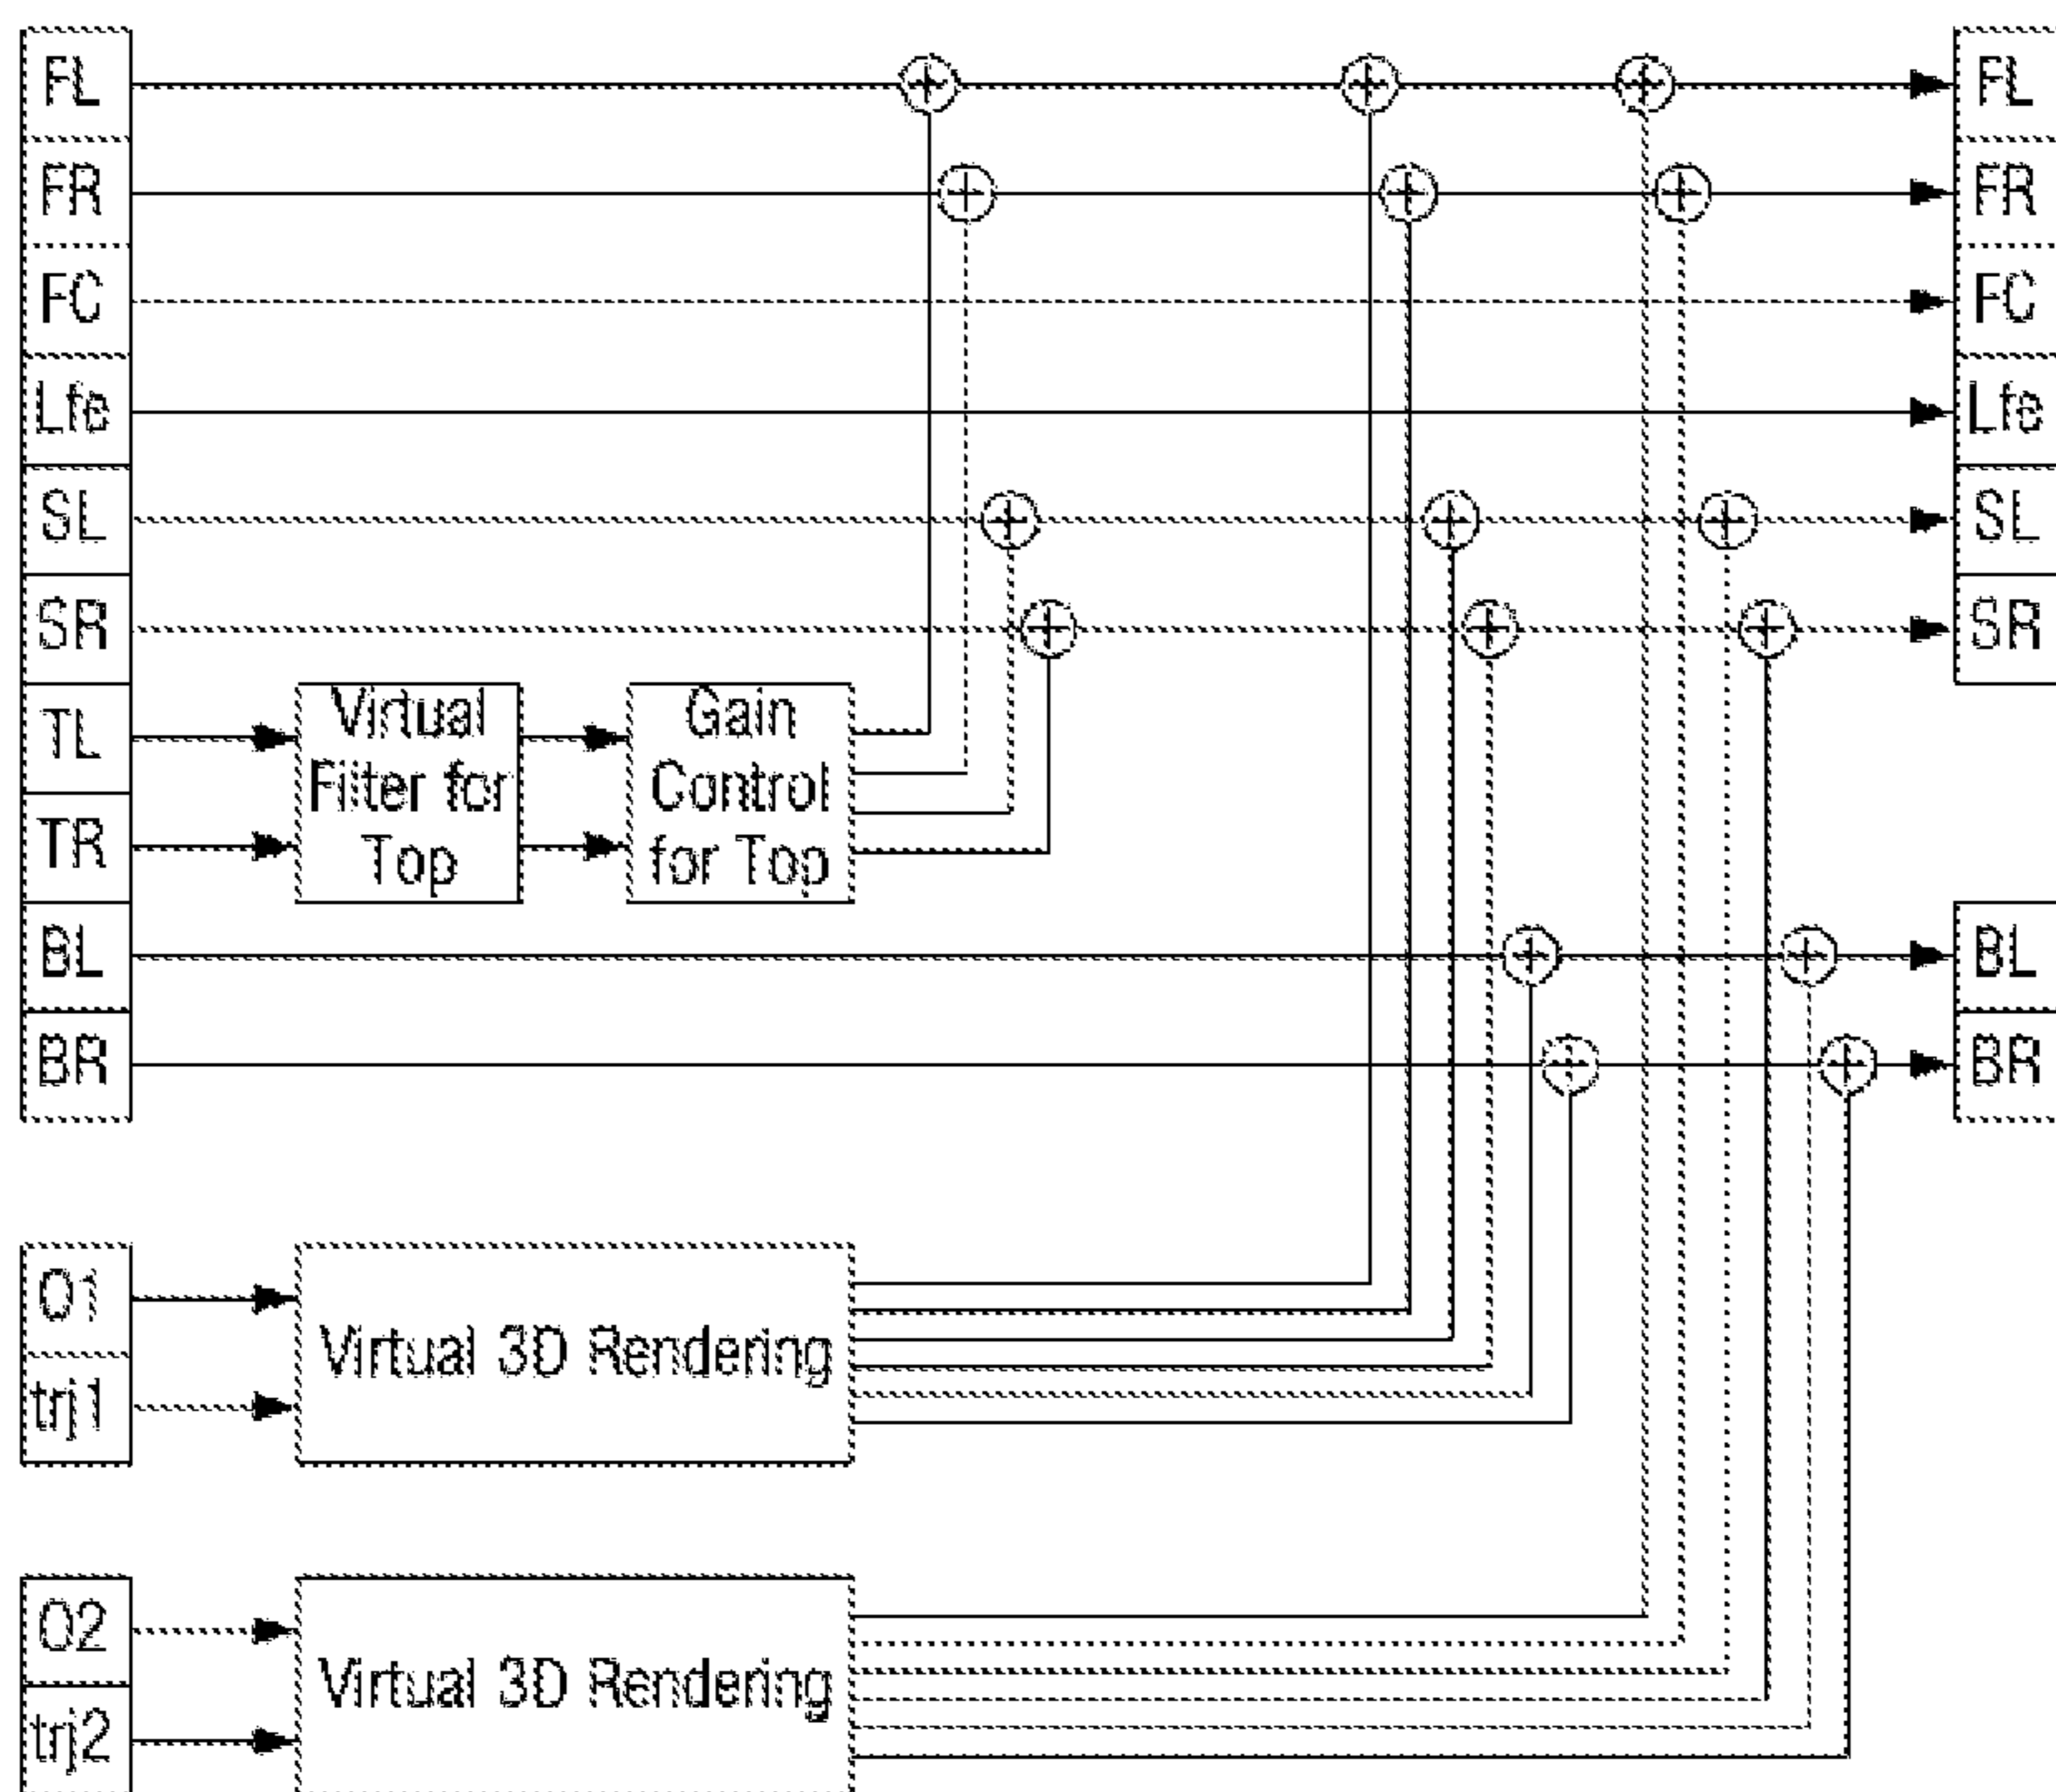 FL
FL
FR
FR
FC
FC
Lfe
Lfe
SL
SL
SR
SR
TL
TR
Virtual
Filter for
Top
Gain
Control
for Top
BL
BL
BR
BR
O1
trj1
Virtual 3D Rendering
O2
trj2
Virtual 3D Rendering